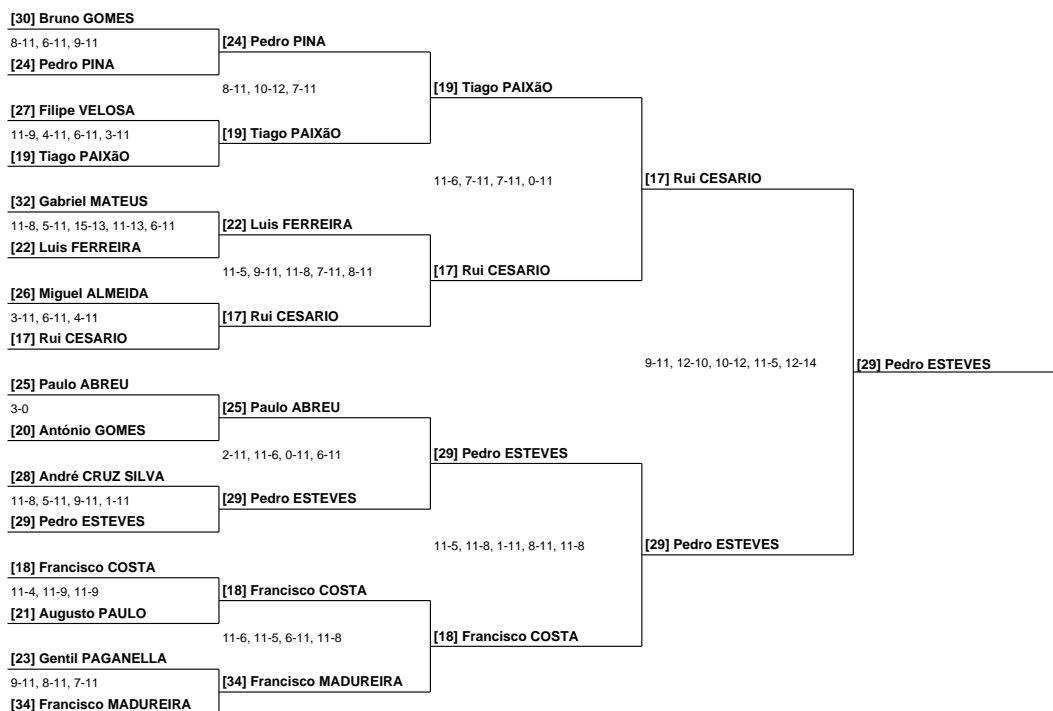 [30] Bruno GOMES
8-11, 6-11, 9-11
[24] Pedro PINA
[27] Filipe VELOSA
11-9, 4-11, 6-11, 3-11
[19] Tiago PAIXãO
[32] Gabriel MATEUS
11-8, 5-11, 15-13, 11-13, 6-11
[22] Luis FERREIRA
[26] Miguel ALMEIDA
3-11, 6-11, 4-11
[17] Rui CESARIO
[25] Paulo ABREU
3-0
[20] António GOMES
[28] André CRUZ SILVA
11-8, 5-11, 9-11, 1-11
[29] Pedro ESTEVES
[18] Francisco COSTA
11-4, 11-9, 11-9
[21] Augusto PAULO
[23] Gentil PAGANELLA
9-11, 8-11, 7-11
[34] Francisco MADUREIRA
[24] Pedro PINA
8-11, 10-12, 7-11
[19] Tiago PAIXãO
[22] Luis FERREIRA
11-5, 9-11, 11-8, 7-11, 8-11
[17] Rui CESARIO
[25] Paulo ABREU
2-11, 11-6, 0-11, 6-11
[29] Pedro ESTEVES
[18] Francisco COSTA
11-6, 11-5, 6-11, 11-8
[34] Francisco MADUREIRA
[19] Tiago PAIXãO
11-6, 7-11, 7-11, 0-11
[17] Rui CESARIO
[29] Pedro ESTEVES
11-5, 11-8, 1-11, 8-11, 11-8
[18] Francisco COSTA
[17] Rui CESARIO
9-11, 12-10, 10-12, 11-5, 12-14
[29] Pedro ESTEVES
[29] Pedro ESTEVES